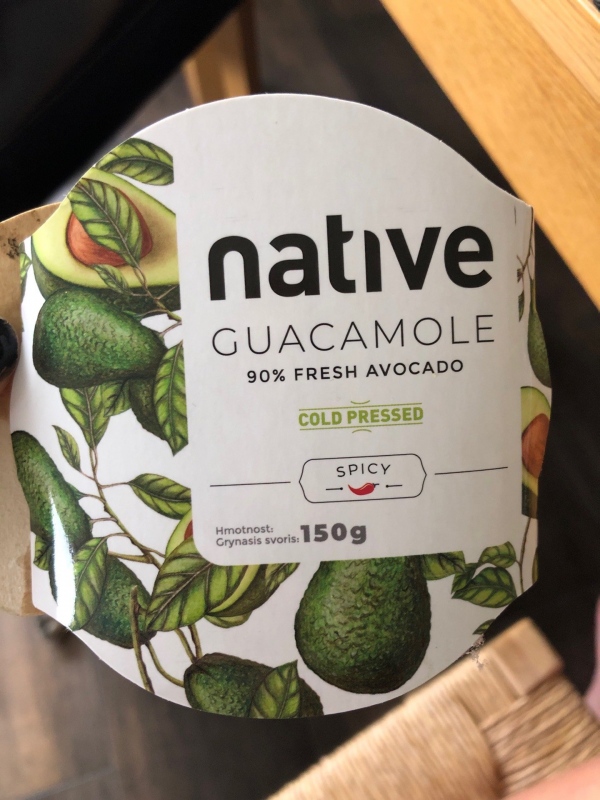 native
GUACAMOLE
90% FRESH AVOCADO
COLD PRESSED
SPICY
Hmotnost:
Grynasis svoris: 150g